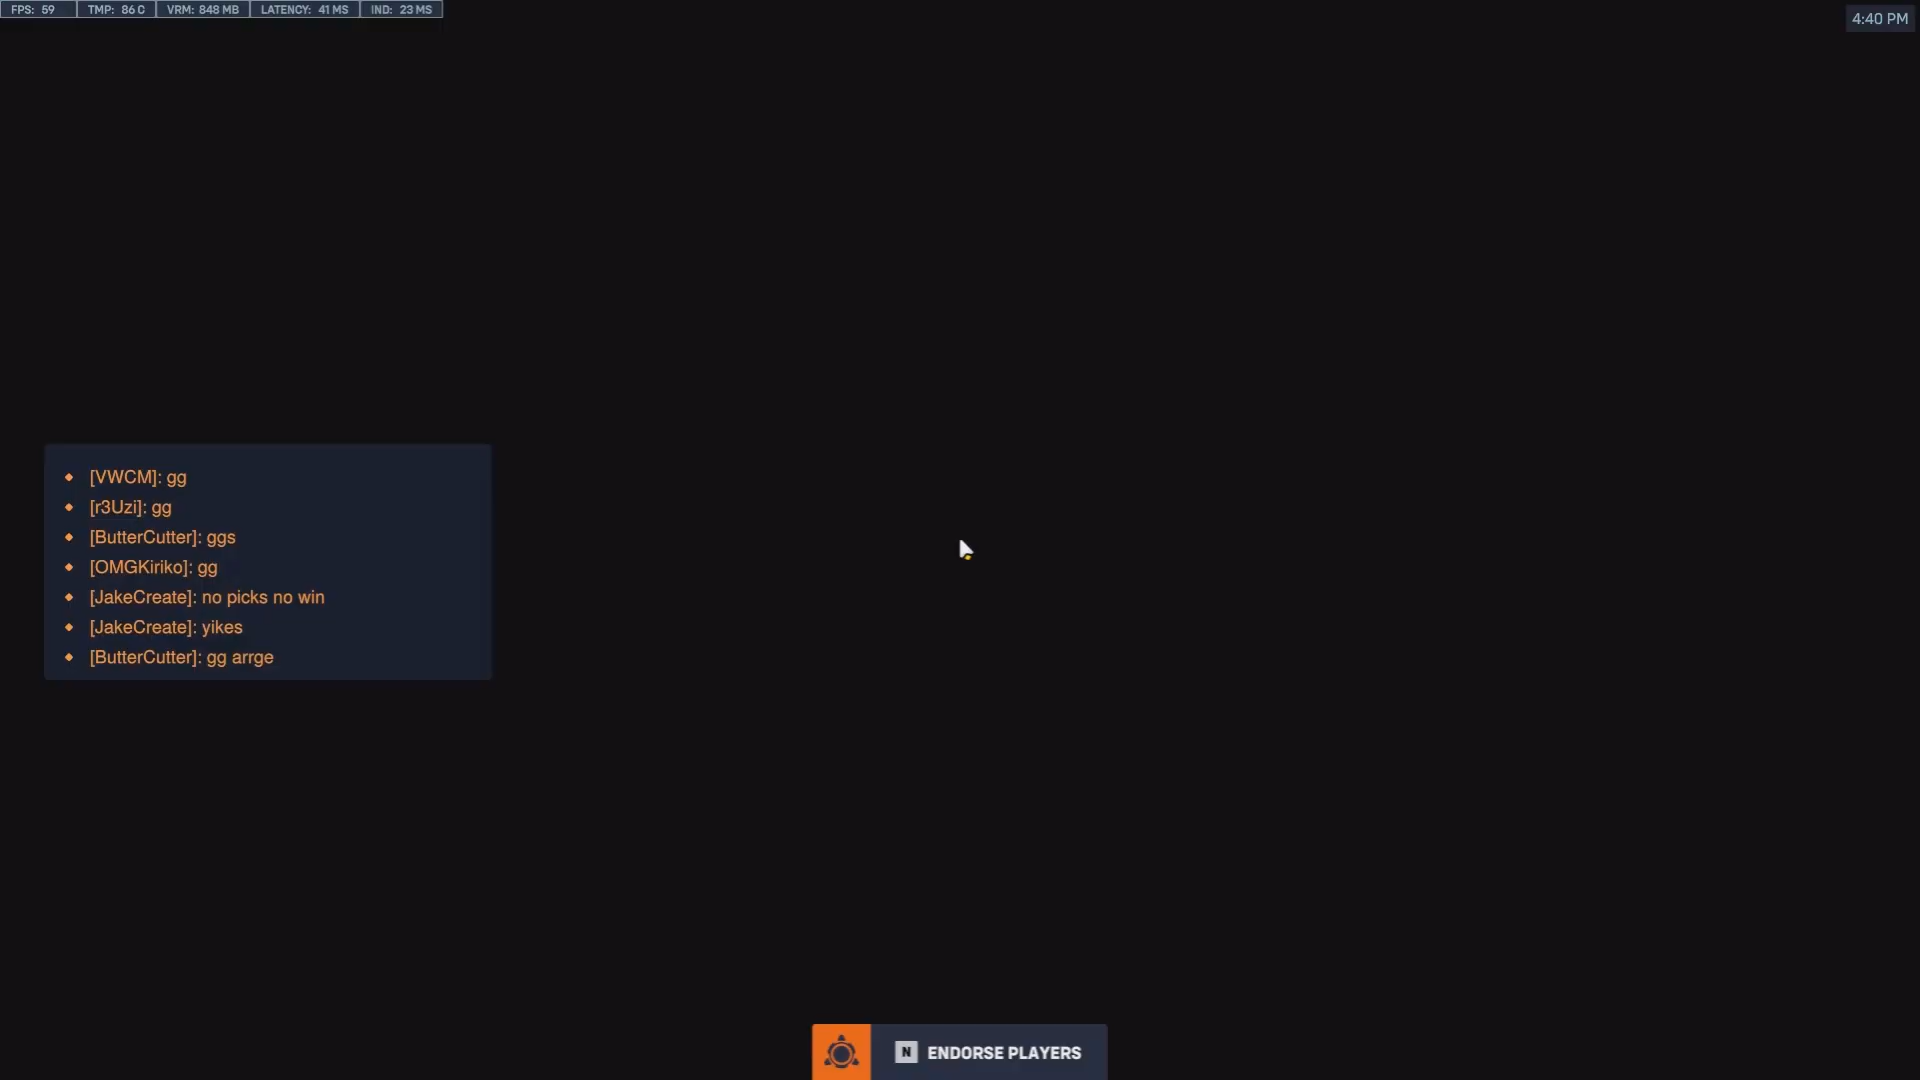 FPS: 59 TMP: 86 C VRM: 848 MB LATENCY: 41 MS IND: 23 MS
4:40 PM
[VWCM]: gg
[r3Uzi]: gg
[ButterCutter]: ggs
[OMGKiriko]: gg
[JakeCreate]: no picks no win
[JakeCreate]: yikes
[ButterCutter]: gg arrge
N ENDORSE PLAYERS